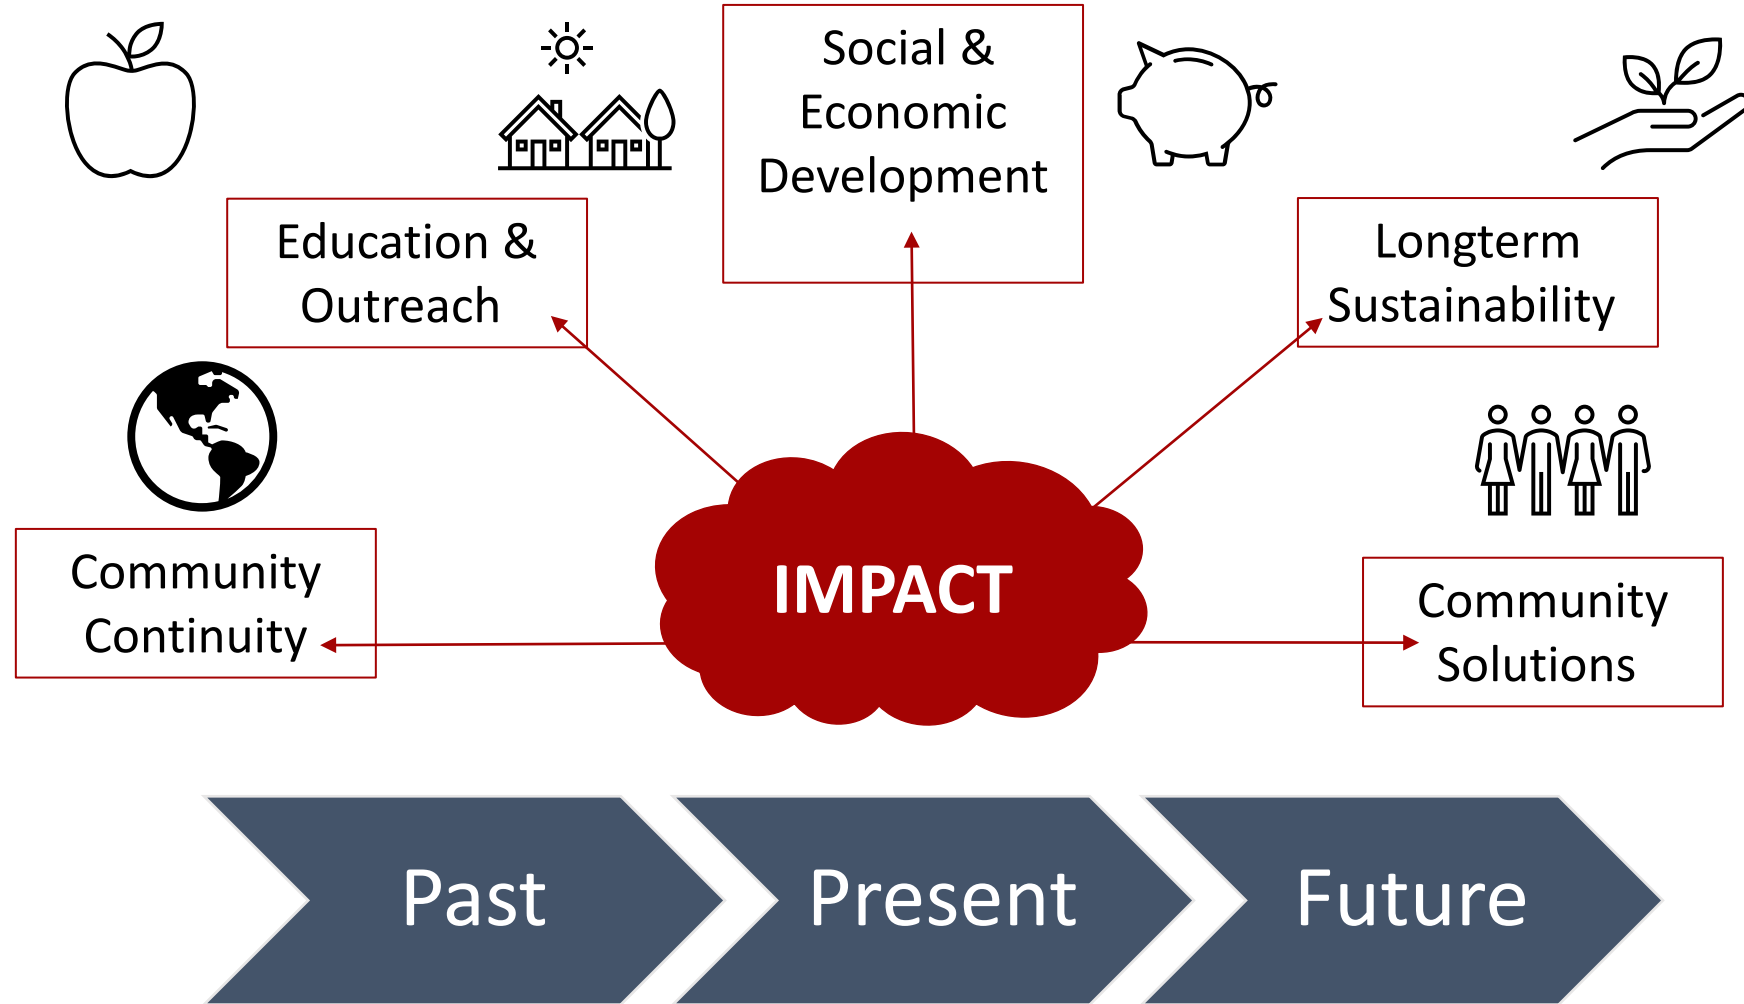 Social &
Economic
Development
Education &
Outreach
Longterm
Sustainability
Community
Continuity
IMPACT
Community
Solutions
Past
Present
Future